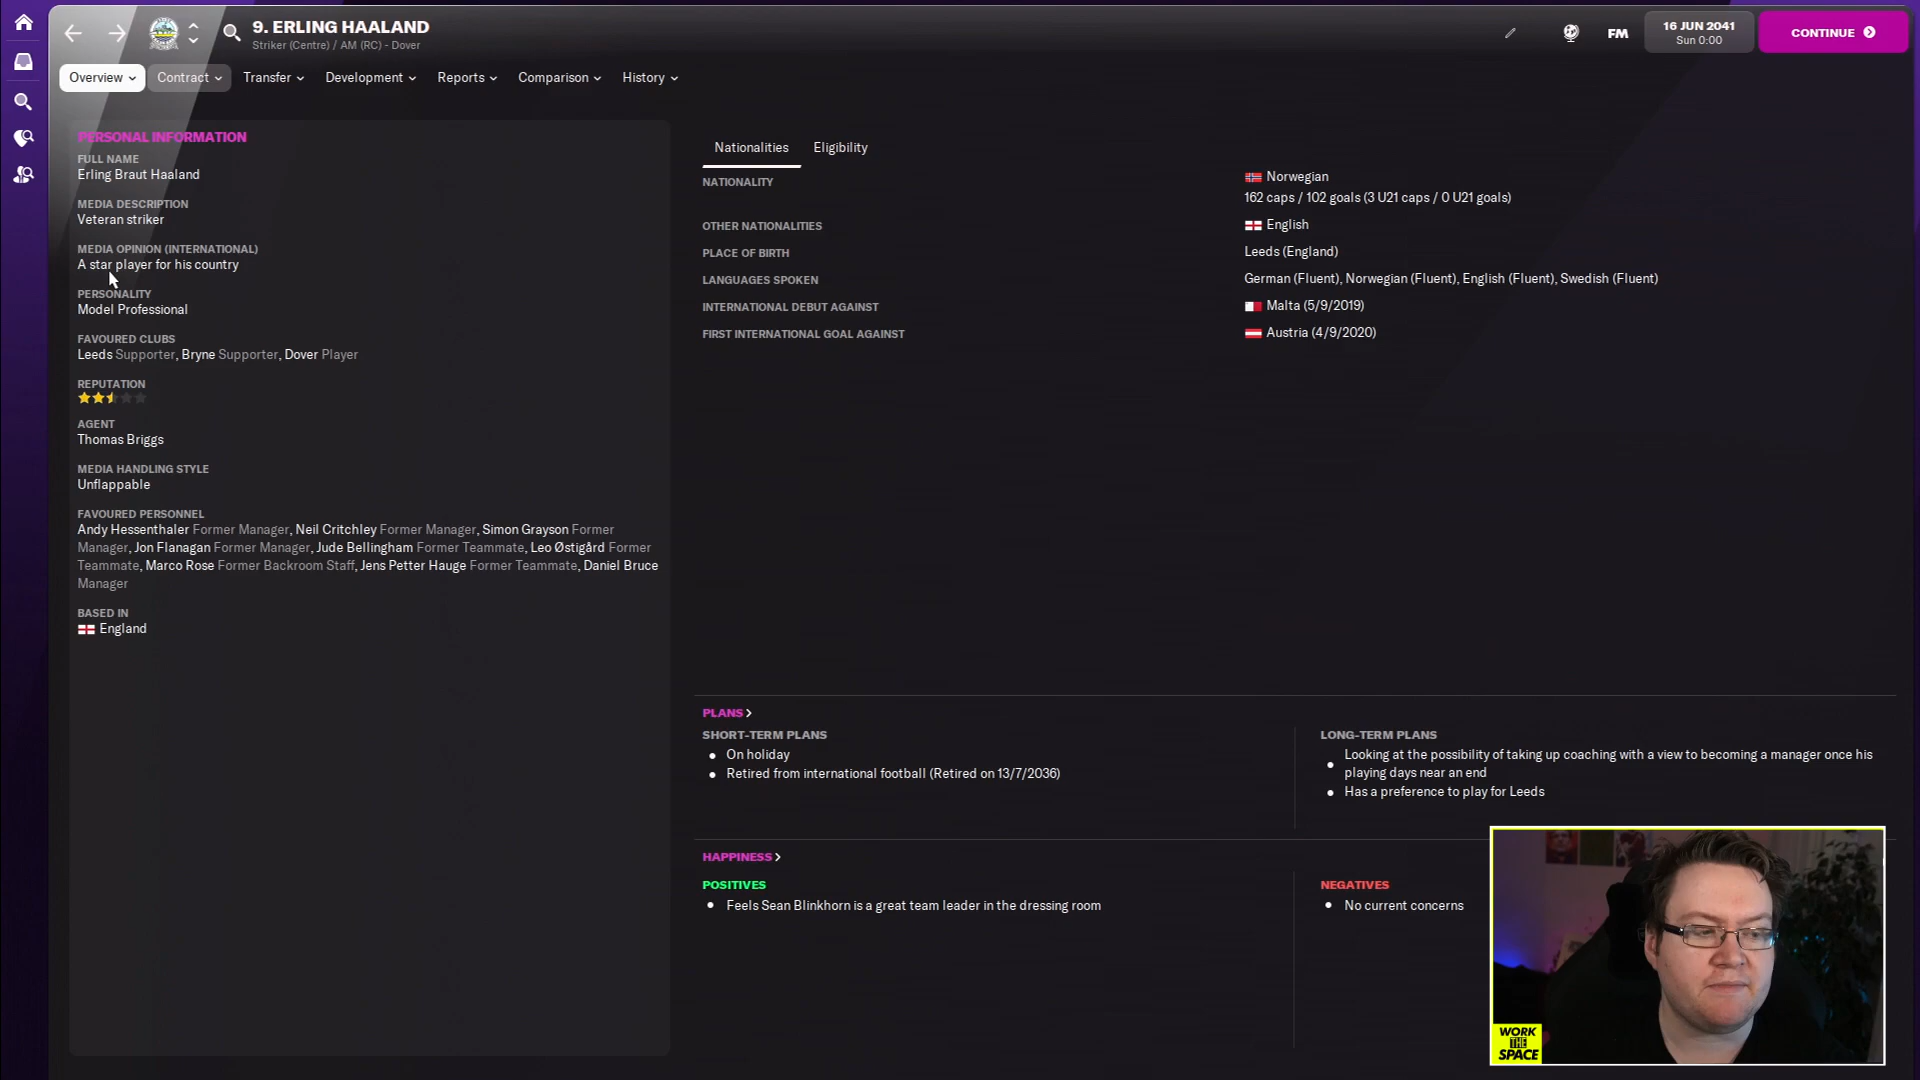 9. ERLING HAALAND
Striker (Centre) / AM (RC) - Dover
FM
16 JUN 2041
Sun 0:00
CONTINUE
Overview
Contract
Transfer
Development
Reports
Comparison
History
PERSONAL INFORMATION
FULL NAME
Erling Braut Haaland
MEDIA DESCRIPTION
Veteran striker
MEDIA OPINION (INTERNATIONAL)
A star player for his country
PERSONALITY
Model Professional
FAVOURED CLUBS
Leeds Supporter, Bryne Supporter, Dover Player
REPUTATION
AGENT
Thomas Briggs
MEDIA HANDLING STYLE
Unflappable
FAVOURED PERSONNEL
Andy Hessenthaler Former Manager, Neil Critchley Former Manager, Simon Grayson Former
Manager, Jon Flanagan Former Manager, Jude Bellingham Former Teammate, Leo Østigård Former
Teammate, Marco Rose Former Backroom Staff, Jens Petter Hauge Former Teammate, Daniel Bruce
Manager
BASED IN
England
Nationalities
Eligibility
NATIONALITY
Norwegian
162 caps / 102 goals (3 U21 caps / 0 U21 goals)
OTHER NATIONALITIES
English
PLACE OF BIRTH
Leeds (England)
LANGUAGES SPOKEN
German (Fluent), Norwegian (Fluent), English (Fluent), Swedish (Fluent)
INTERNATIONAL DEBUT AGAINST
Malta (5/9/2019)
FIRST INTERNATIONAL GOAL AGAINST
Austria (4/9/2020)
PLANS
SHORT-TERM PLANS
On holiday
Retired from international football (Retired on 13/7/2036)
LONG-TERM PLANS
Looking at the possibility of taking up coaching with a view to becoming a manager once his
playing days near an end
Has a preference to play for Leeds
HAPPINESS
POSITIVES
Feels Sean Blinkhorn is a great team leader in the dressing room
NEGATIVES
No current concerns
WORK
THE
SPACE